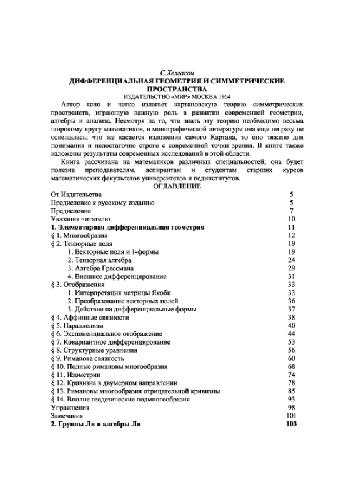 С.Хелгасон
ДИФФЕРЕНЦИАЛЬНАЯ ГЕОМЕТРИЯ И СИММЕТРИЧЕСКИЕ
ПРОСТРАНСТВА
ИЗДАТЕЛЬСТВО «МИР» МОСКВА 1964
Автор ясно и четко излагает картановскую теорию симметрических
пространств, играющую важную роль в развитии современной геометрии,
алгебры и анализа. Несмотря на то, что знать эту теорию необходимо весьма
широкому кругу математиков, в монографической литературе она еще ни разу не
освещалась; что же касается изложения самого Картана, то оно тяжело для
понимания и недостаточно строго с современной точки зрения. В книге также
изложены результаты современных исследований в этой области.
Книга рассчитана на математиков различных специальностей, она будет
полезна преподавателям, аспирантам и студентам старших курсов
математических факультетов университетов и пединститутов.
ОГЛАВЛЕНИЕ
От Издательства 5
Предисловие к русскому изданию 5
Предисловие 7
Указания читателю 10
1. Элементарная дифференциальная геометрия 11
§ 1. Многообразия 12
§ 2. Тензорные поля 19
1. Векторные поля и 1-формы 19
2. Тензорная алгебра 24
3. Алгебра Грассмана 29
4. Внешнее дифференцирование 31
§ 3. Отображения 33
1. Интерпретация матрицы Якоби 33
2. Преобразование векторных полей 36
3. Действие на дифференциальные формы 37
§ 4. Аффинные связности 38
§ 5. Параллелизм 40
§ 6. Экспоненциальное отображение 44
§ 7. Ковариантное дифференцирование 53
§ 8. Структурные уравнения 56
§ 9. Риманова связность 60
§ 10. Полные римановы многообразия 68
§ 11. Изометрии 74
§ 12. Кривизна в двумерном направлении 78
§ 13. Римановы многообразия отрицательной кривизны 85
§ 14. Вполне геодезические подмногообразия 93
Упражнения 98
Замечания 101
2. Группы Ли и алгебры Ли 103